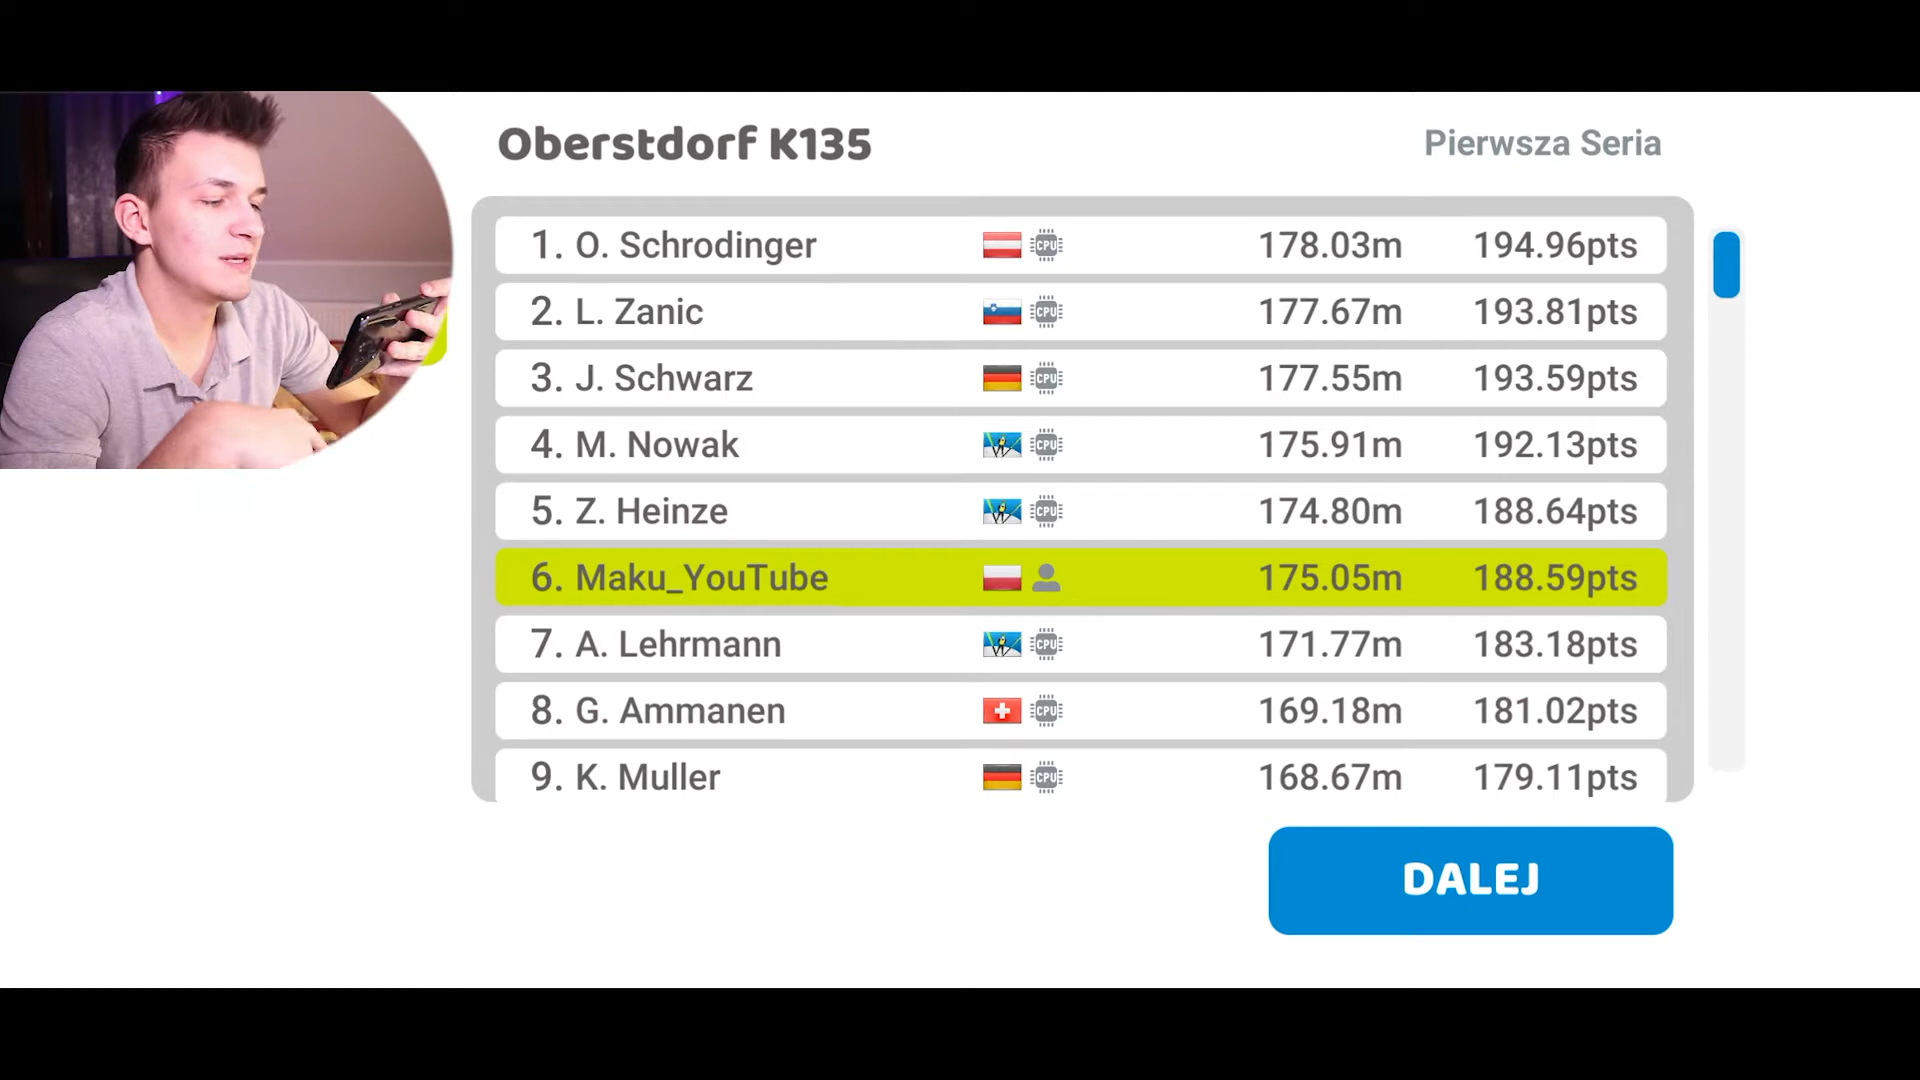 Oberstdorf K135
Pierwsza Seria
1. O. Schrodinger CPU 178.03m 194.96pts
2. L. Zanic CPU 177.67m 193.81pts
3. J. Schwarz CPU 177.55m 193.59pts
4. M. Nowak CPU 175.91m 192.13pts
5. Z. Heinze CPU 174.80m 188.64pts
6. Maku_YouTube 175.05m 188.59pts
7. A. Lehrmann CPU 171.77m 183.18pts
8. G. Ammanen CPU 169.18m 181.02pts
9. K. Muller CPU 168.67m 179.11pts
DALEJ